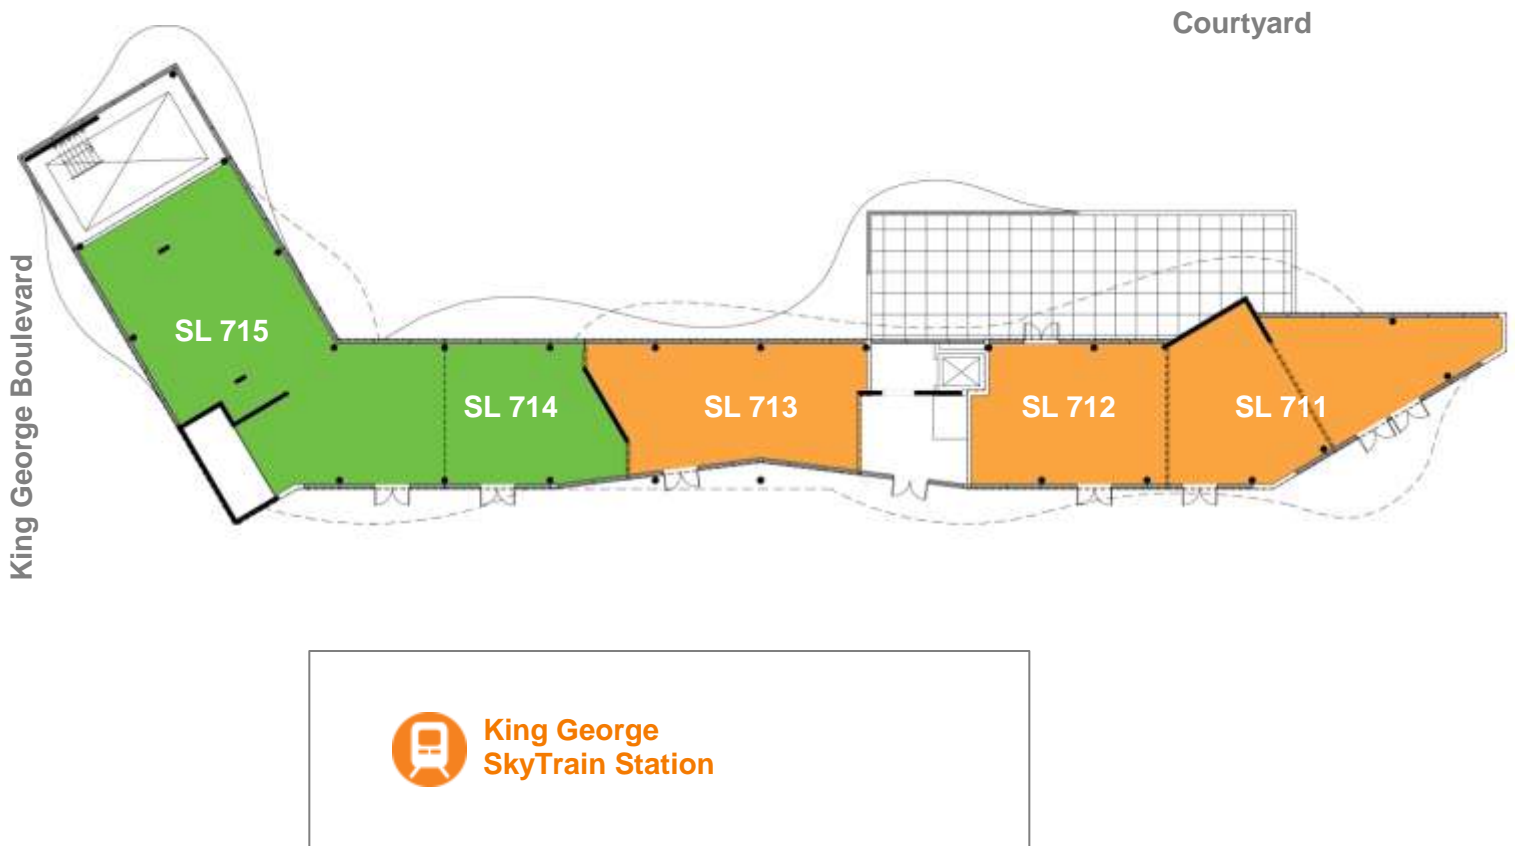 Courtyard
King George Boulevard
SL 715
SL 714
SL 713
SL 712
SL 711
King George
SkyTrain Station